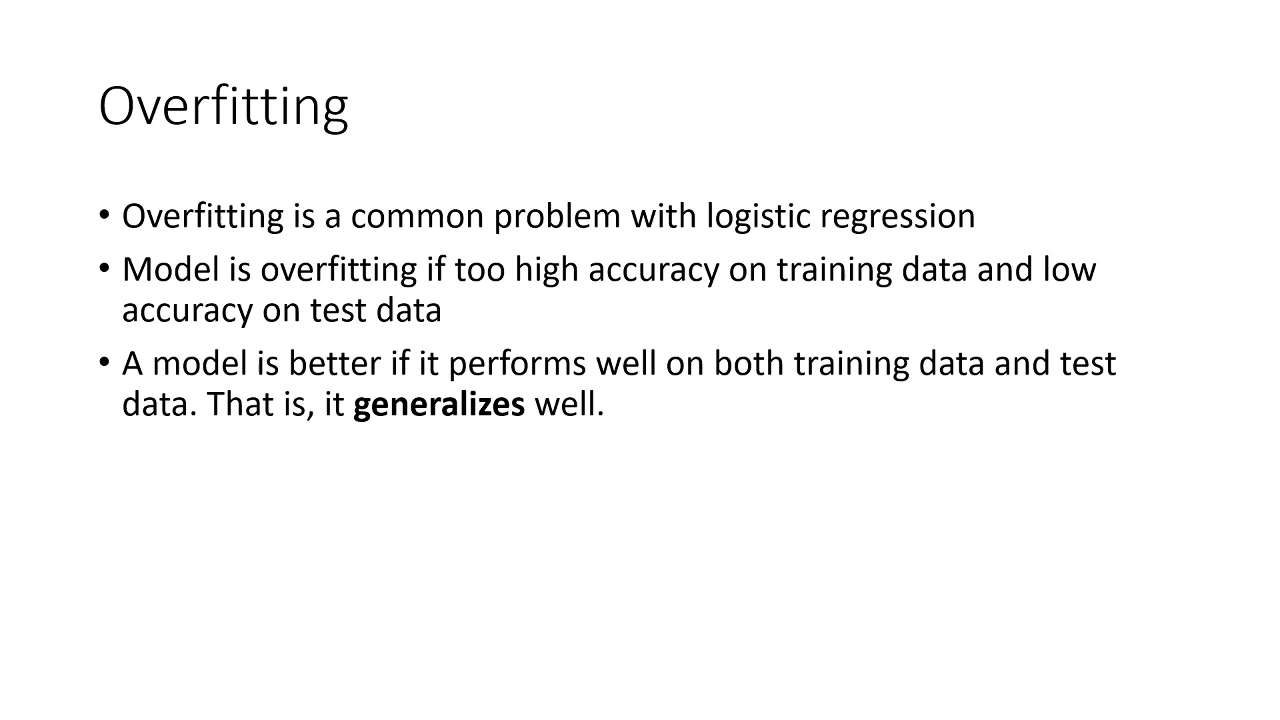 Overfitting
• Overfitting is a common problem with logistic regression
• Model is overfitting if too high accuracy on training data and low
accuracy on test data
• A model is better if it performs well on both training data and test
data. That is, it generalizes well.